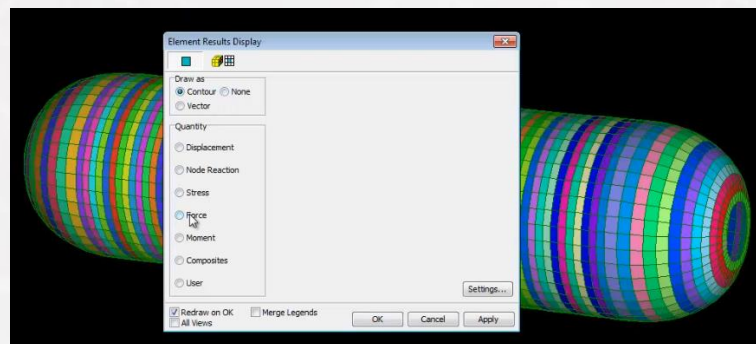 Element Results Display
Draw as
Contour None
Vector
Quantity
Displacement
Node Reaction
Stress
Force
Moment
Composites
User
Settings...
Redraw on OK Merge Legends
All Views
OK Cancel Apply